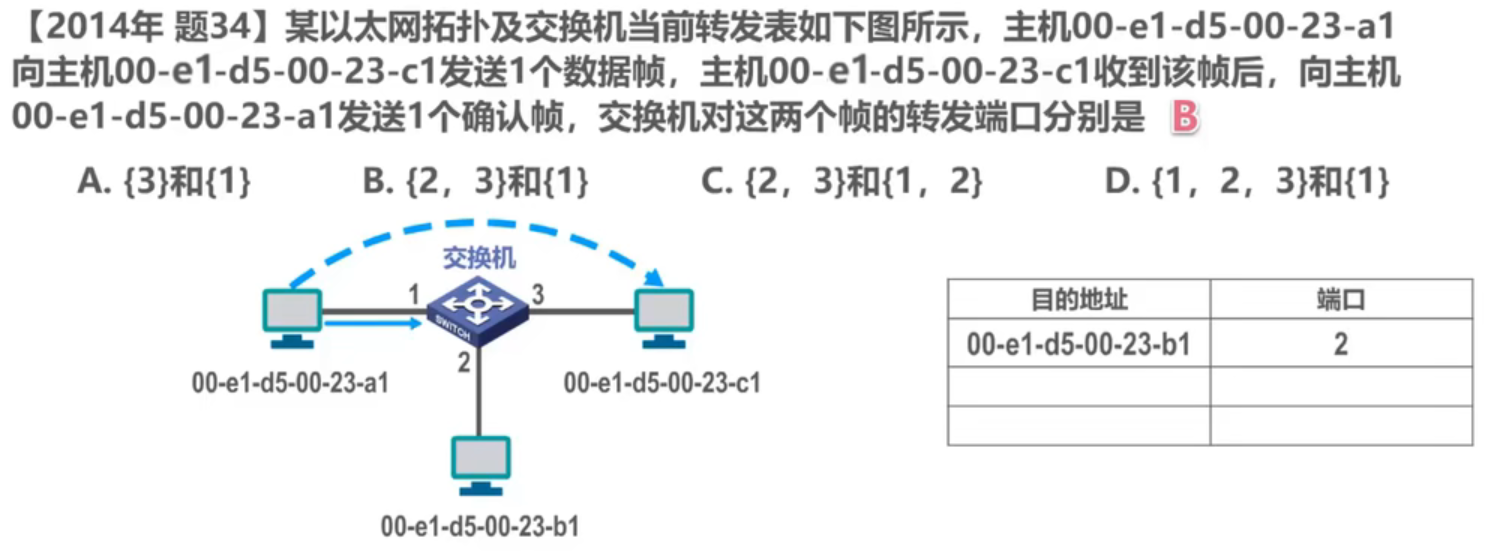 【2014年 题34】某以太网拓扑及交换机当前转发表如下图所示，主机00-e1-d5-00-23-a1
向主机00-e1-d5-00-23-c1发送1个数据帧，主机00-e1-d5-00-23-c1收到该帧后，向主机
00-e1-d5-00-23-a1发送1个确认帧，交换机对这两个帧的转发端口分别是 B
A. {3}和{1} B. {2，3}和{1} C. {2，3}和{1，2} D. {1，2，3}和{1}
交换机
1 3
SWITCH
2
00-e1-d5-00-23-a1 00-e1-d5-00-23-c1
00-e1-d5-00-23-b1
目的地址 端口
00-e1-d5-00-23-b1 2